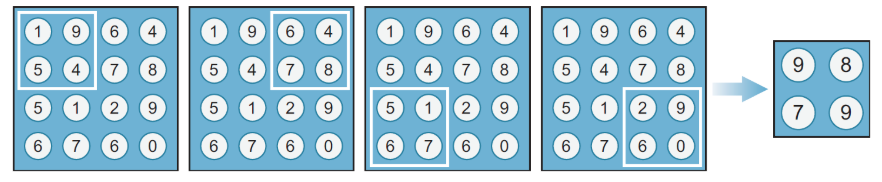 1 9 6 4 1 9 6 4 1 9 6 4 1 9 6 4
5 4 7 8 5 4 7 8 5 4 7 8 5 4 7 8
5 1 2 9 5 1 2 9 5 1 2 9 5 1 2 9
6 7 6 0 6 7 6 0 6 7 6 0 6 7 6 0
9 8
7 9